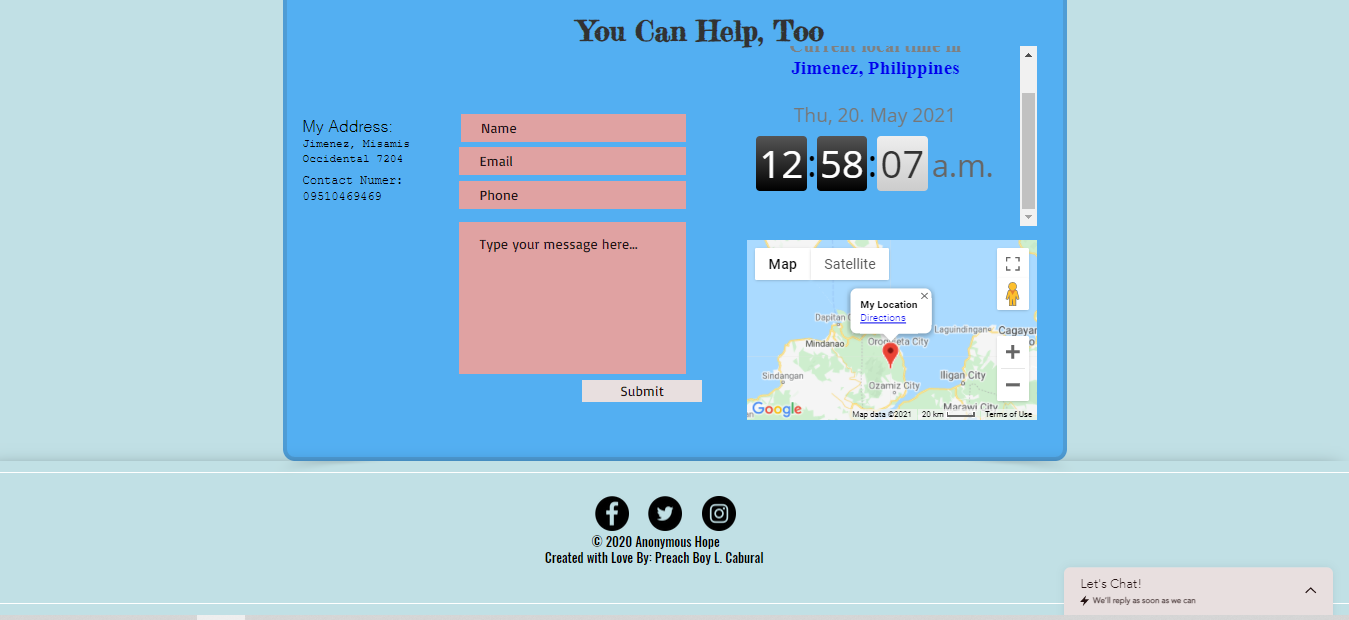 You Can Help, Too
Current local time in
Jimenez, Philippines
Thu, 20. May 2021
12:58:07 a.m.
My Address:
Jimenez, Misamis
Occidental 7204
Contact Numer:
09510469469
Name
Email
Phone
Type your message here...
Submit
Map
Satellite
My Location
Directions
Dapitan
Laguindingan
Cagayan
Mindanao
Oroquieta City
Sindangan
Iligan City
Ozamiz City
Marawi City
Google
Map data ©2021
20 km
Terms of Use
© 2020 Anonymous Hope
Created with Love By: Preach Boy L. Cabural
Let's Chat!
We'll reply as soon as we can